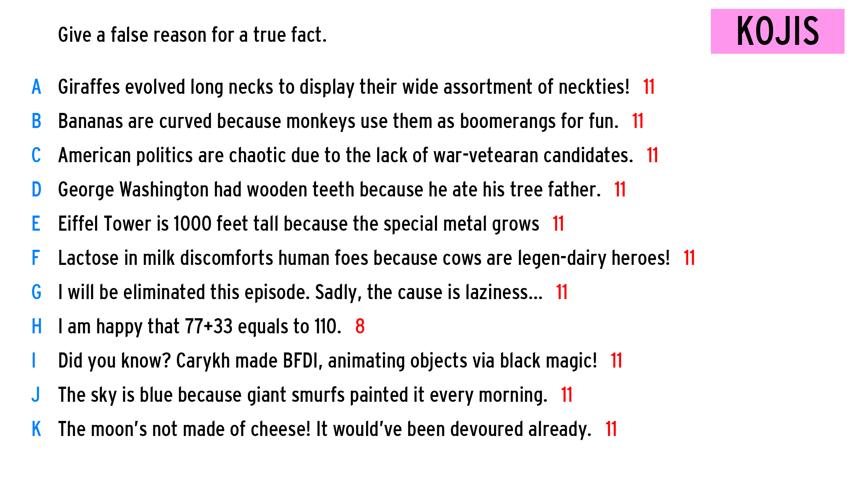 Give a false reason for a true fact.
KOJIS
A Giraffes evolved long necks to display their wide assortment of neckties! 11
B Bananas are curved because monkeys use them as boomerangs for fun. 11
C American politics are chaotic due to the lack of war-vetearan candidates. 11
D George Washington had wooden teeth because he ate his tree father. 11
E Eiffel Tower is 1000 feet tall because the special metal grows 11
F Lactose in milk discomforts human foes because cows are legen-dairy heroes! 11
G I will be eliminated this episode. Sadly, the cause is laziness... 11
H I am happy that 77+33 equals to 110. 8
I Did you know? Carykh made BFDI, animating objects via black magic! 11
J The sky is blue because giant smurfs painted it every morning. 11
K The moon's not made of cheese! It would've been devoured already. 11